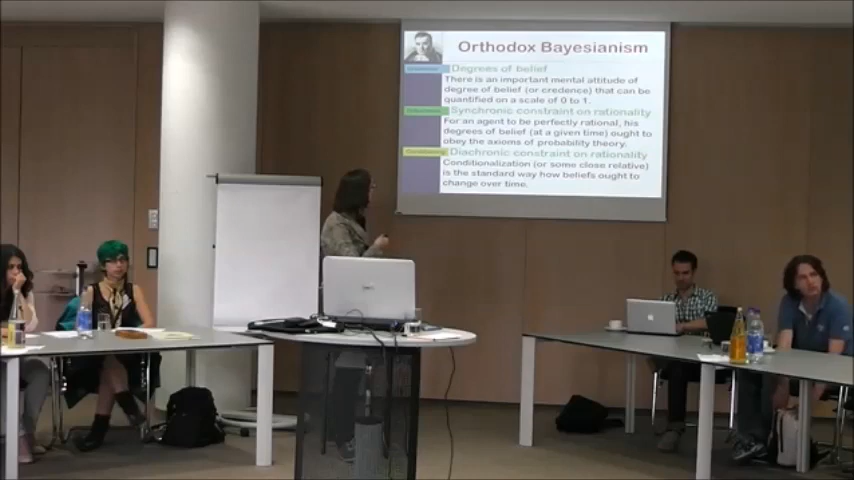 Orthodox Bayesianism
Degrees of belief
There is an important mental attitude of
degree of belief (or credence) that can be
quantified on a scale of 0 to 1.
Synchronic constraint on rationality
For an agent to be perfectly rational, his
degrees of belief (at a given time) ought to
obey the axioms of probability theory.
Diachronic constraint on rationality
Conditionalization (or some close relative)
is the standard way how beliefs ought to
change over time.